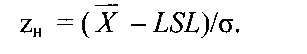 zн = ( X̅ – LSL)/σ.